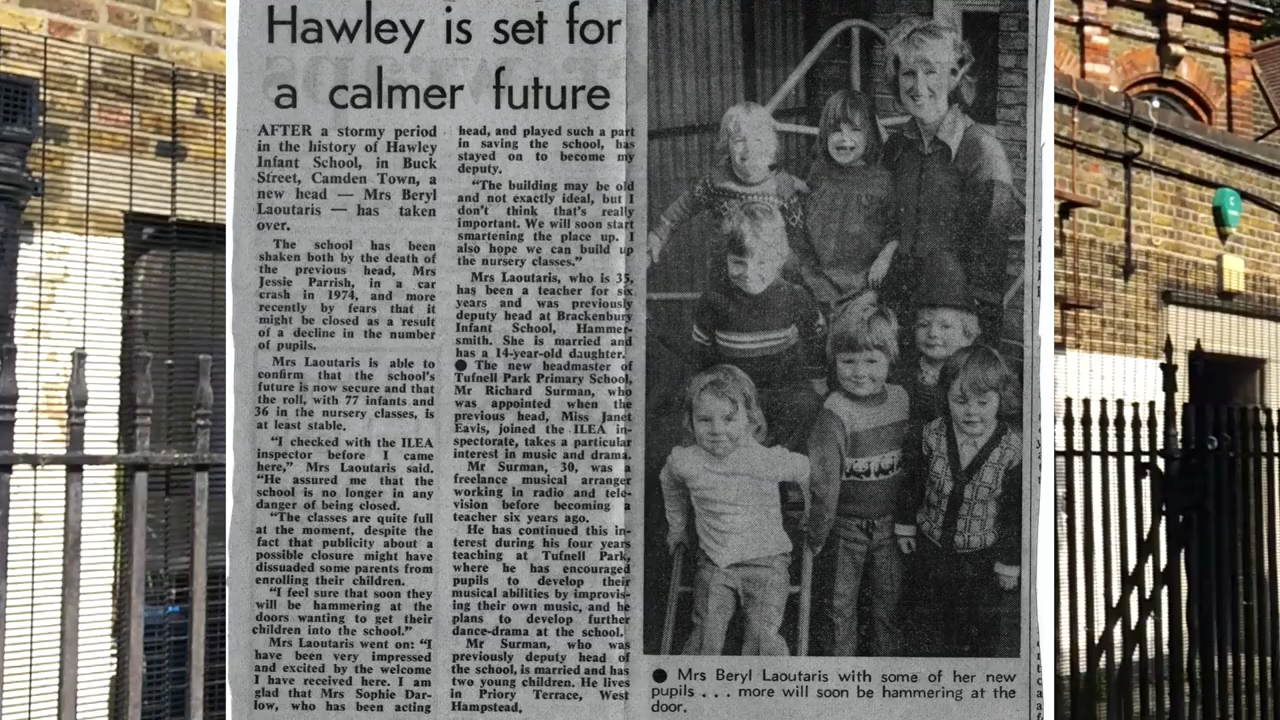 Hawley is set for
a calmer future
AFTER a stormy period
in the history of Hawley
Infant School, in Buck
Street, Camden Town, a
new head — Mrs Beryl
Laoutaris — has taken
over.
The school has been
shaken both by the death of
the previous head, Mrs
Jessie Parrish, in a car
crash in 1974, and more
recently by fears that it
might be closed as a result
of a decline in the number
of pupils.
Mrs Laoutaris is able to
confirm that the school's
future is now secure and that
the roll, with 77 infants and
36 in the nursery classes, is
at least stable.
"I checked with the ILEA
inspector before I came
here," Mrs Laoutaris said.
"He assured me that the
school is no longer in any
danger of being closed.
"The classes are quite full
at the moment, despite the
fact that publicity about a
possible closure might have
dissuaded some parents from
enrolling their children.
"I feel sure that soon they
will be hammering at the
doors wanting to get their
children into the school."
Mrs Laoutaris went on: "I
have been very impressed
and excited by the welcome
I have received here. I am
glad that Mrs Sophie Dar-
low, who has been acting
head, and played such a part
in saving the school, has
stayed on to become my
deputy.
"The building may be old
and not exactly ideal, but I
don't think that's really
important. We will soon start
smartening the place up. I
also hope we can build up
the nursery classes."
Mrs Laoutaris, who is 35,
has been a teacher for six
years and was previously
deputy head at Brackenbury
Infant School, Hammer-
smith. She is married and
has a 14-year-old daughter.
● The new headmaster of
Tufnell Park Primary School,
Mr Richard Surman, who
was appointed when the
previous head, Miss Janet
Eavis, joined the ILEA in-
spectorate, takes a particular
interest in music and drama.
Mr Surman, 30, was a
freelance musical arranger
working in radio and tele-
vision before becoming a
teacher six years ago.
He has continued this in-
terest during his four years
teaching at Tufnell Park,
where he has encouraged
pupils to develop their
musical abilities by improvis-
ing their own music, and he
plans to develop further
dance-drama at the school.
Mr Surman, who was
previously deputy head of
the school, is married and has
two young children. He lives
in Priory Terrace, West
Hampstead.
● Mrs Beryl Laoutaris with some of her new
pupils . . . more will soon be hammering at the
door.